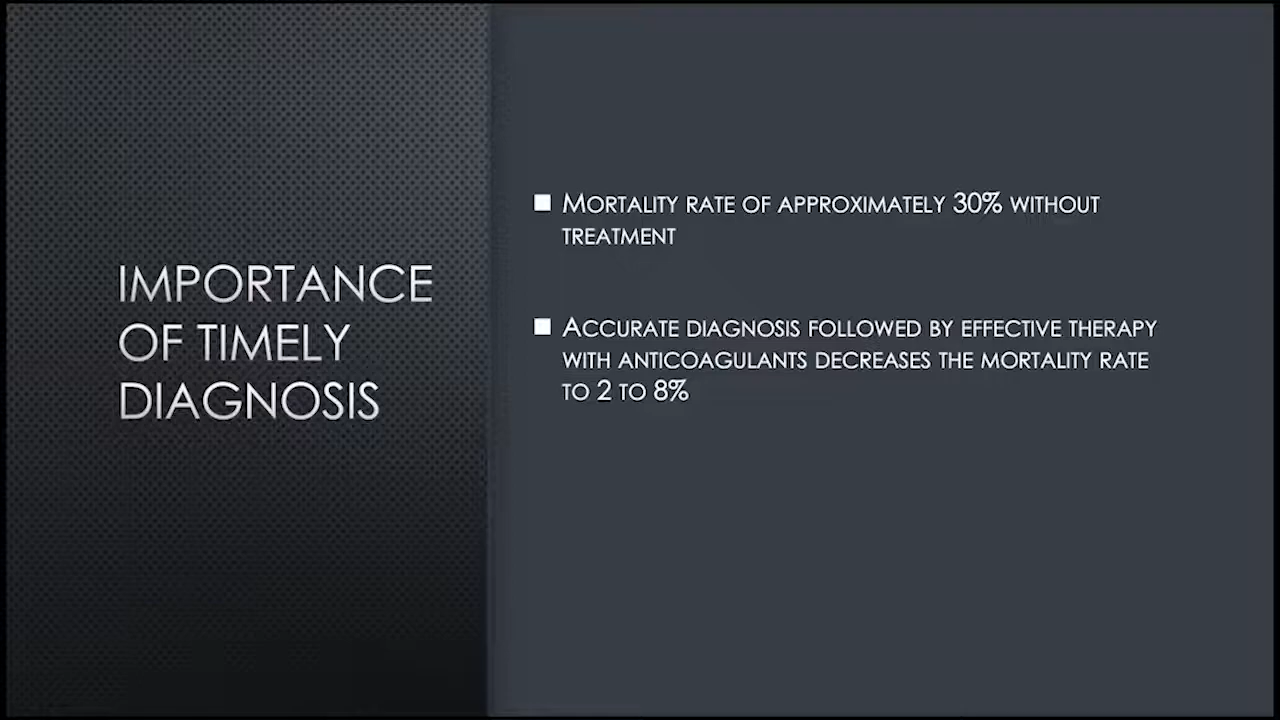 IMPORTANCE
OF TIMELY
DIAGNOSIS
■ MORTALITY RATE OF APPROXIMATELY 30% WITHOUT
TREATMENT
■ ACCURATE DIAGNOSIS FOLLOWED BY EFFECTIVE THERAPY
WITH ANTICOAGULANTS DECREASES THE MORTALITY RATE
TO 2 TO 8%